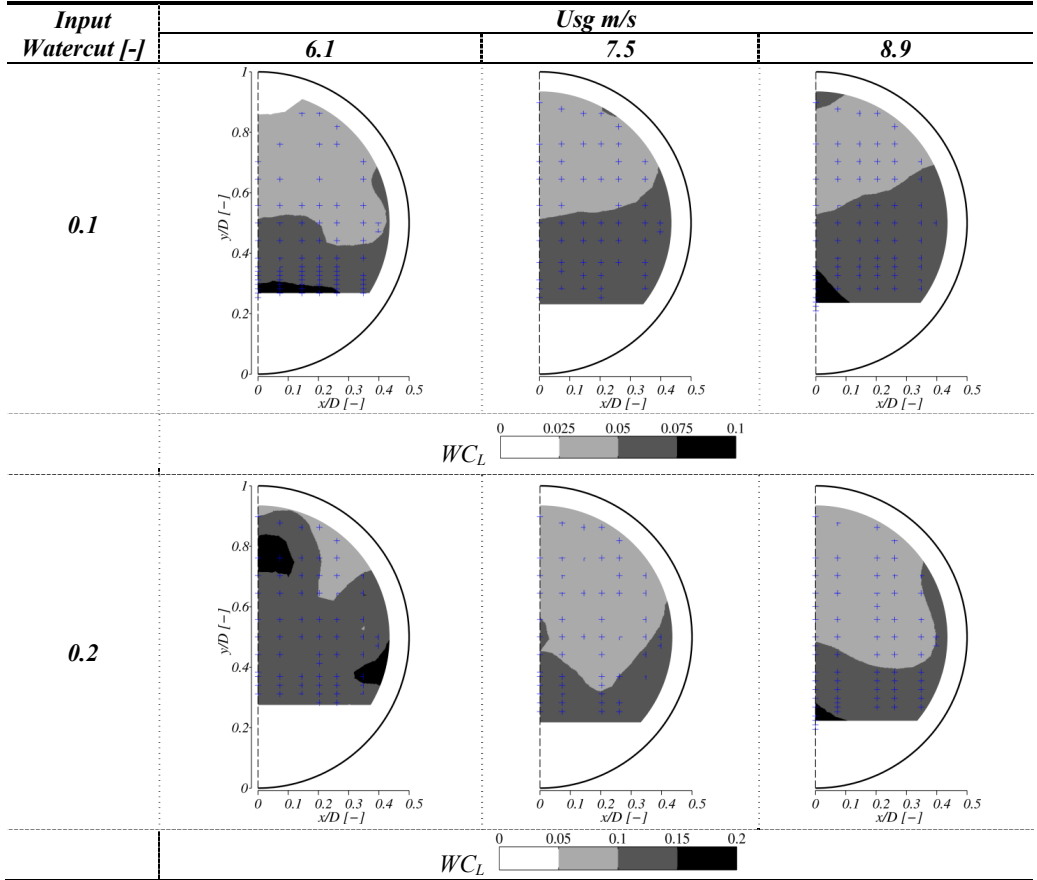 Input
Watercut [-]
Usg m/s
6.1 7.5 8.9
0.1
1
0.8
0.6
0.4
0.2
0
y/D [−]
0 0.1 0.2 0.3 0.4 0.5
x/D [−]
0 0.1 0.2 0.3 0.4 0.5
x/D [−]
0 0.1 0.2 0.3 0.4 0.5
x/D [−]
0 0.025 0.05 0.075 0.1
WCL
0.2
1
0.8
0.6
0.4
0.2
0
y/D [−]
0 0.1 0.2 0.3 0.4 0.5
x/D [−]
0 0.1 0.2 0.3 0.4 0.5
x/D [−]
0 0.1 0.2 0.3 0.4 0.5
x/D [−]
0 0.05 0.1 0.15 0.2
WCL